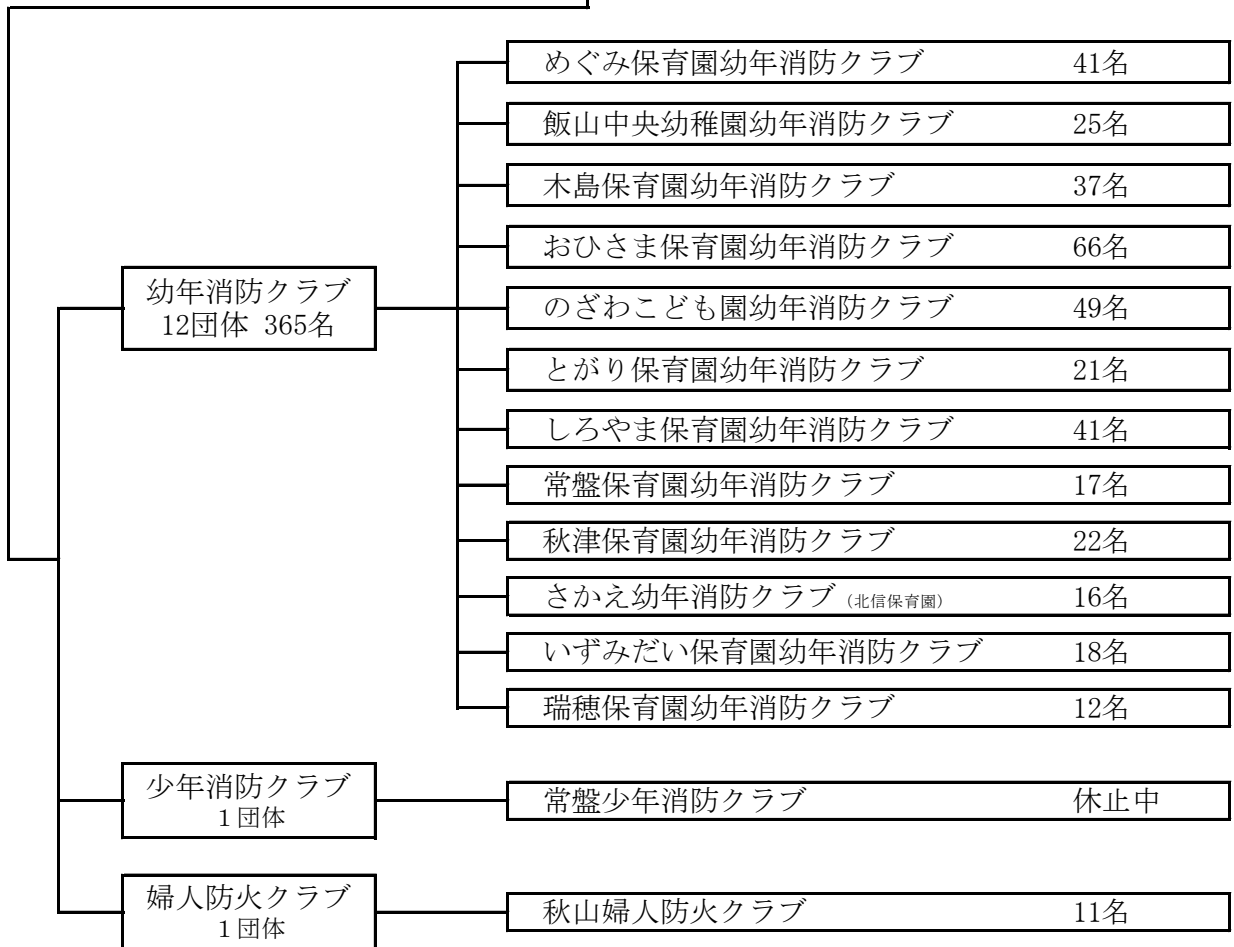 めぐみ保育園幼年消防クラブ 41名
飯山中央幼稚園幼年消防クラブ 25名
木島保育園幼年消防クラブ 37名
おひさま保育園幼年消防クラブ 66名
幼年消防クラブ
12団体 365名
のざわこども園幼年消防クラブ 49名
とがり保育園幼年消防クラブ 21名
しろやま保育園幼年消防クラブ 41名
常盤保育園幼年消防クラブ 17名
秋津保育園幼年消防クラブ 22名
さかえ幼年消防クラブ (北信保育園) 16名
いずみだい保育園幼年消防クラブ 18名
瑞穂保育園幼年消防クラブ 12名
少年消防クラブ
1団体
常盤少年消防クラブ 休止中
婦人防火クラブ
1団体
秋山婦人防火クラブ 11名